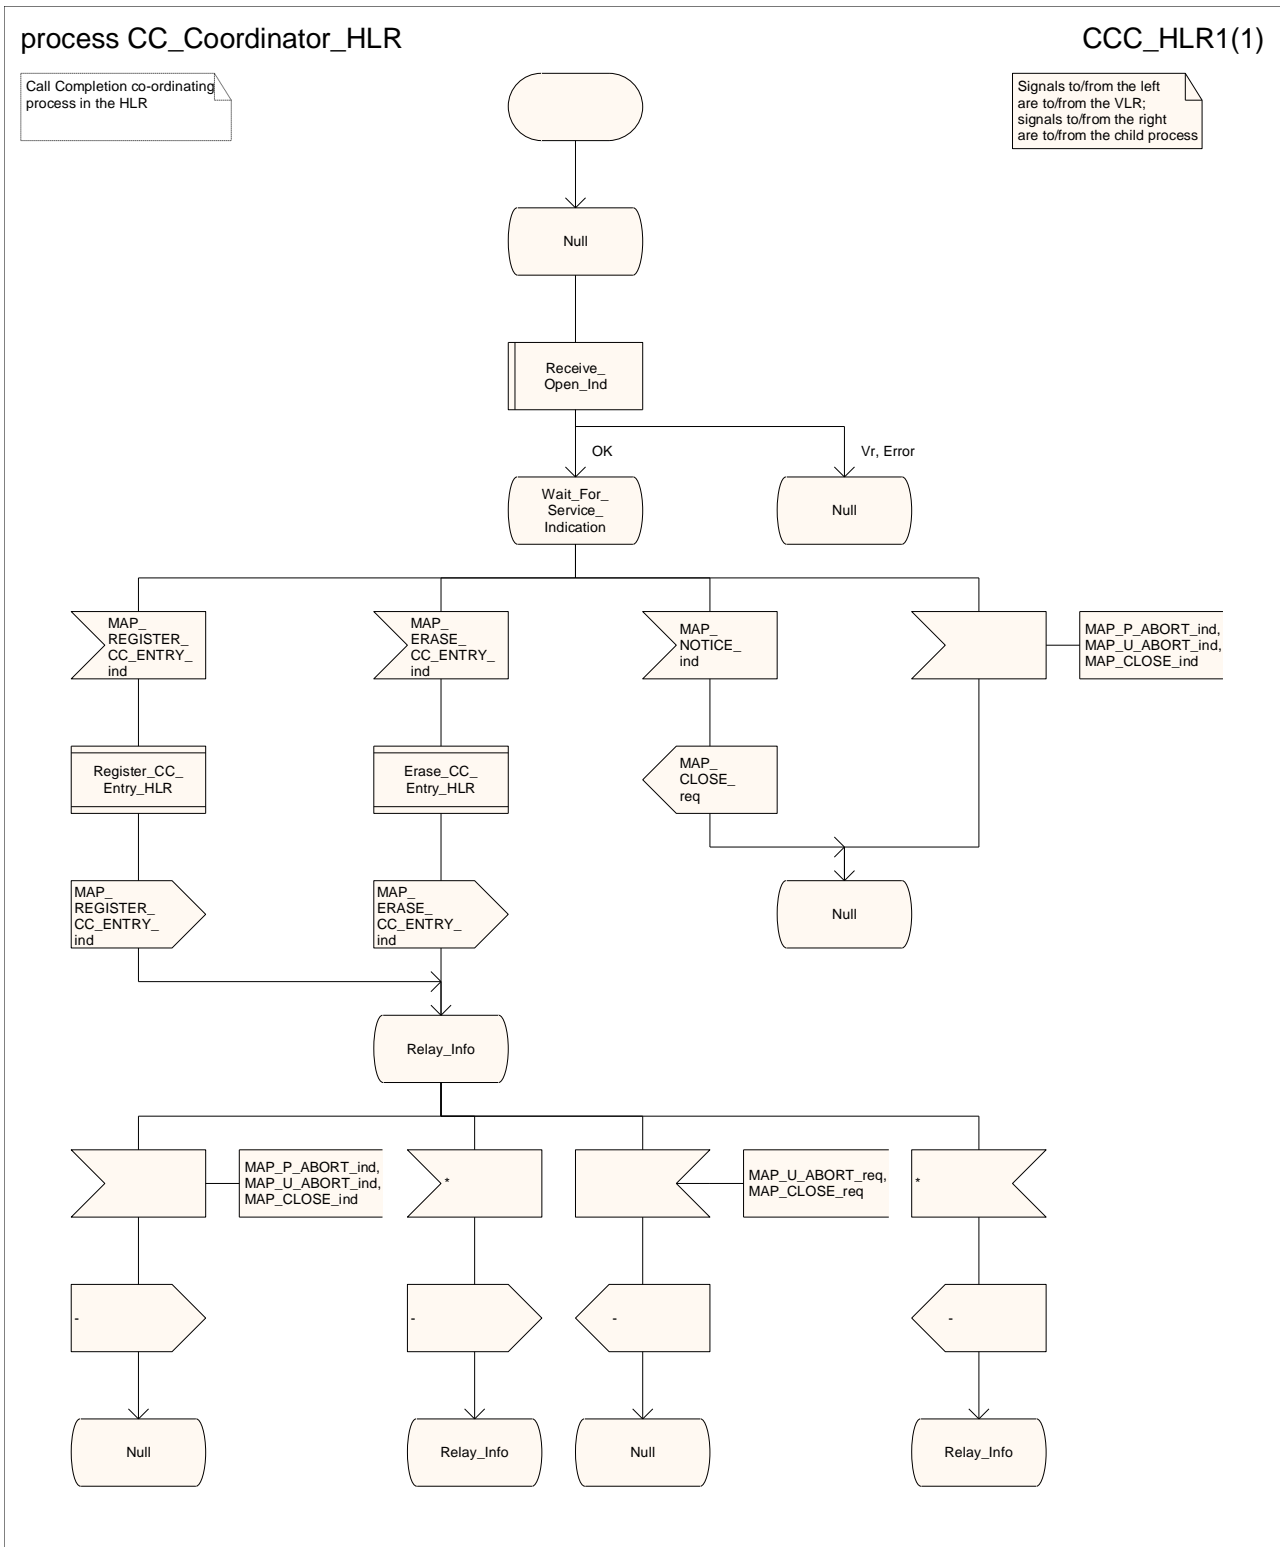 process CC_Coordinator_HLR
CCC_HLR1(1)
Call Completion co-ordinating
process in the HLR
Signals to/from the left
are to/from the VLR;
signals to/from the right
are to/from the child process
Null
Receive_
Open_Ind
OK
Vr, Error
Wait_For_
Service_
Indication
Null
MAP_
REGISTER_
CC_ENTRY_
ind
MAP_
ERASE_
CC_ENTRY_
ind
MAP_
NOTICE_
ind
MAP_P_ABORT_ind,
MAP_U_ABORT_ind,
MAP_CLOSE_ind
Register_CC_
Entry_HLR
Erase_CC_
Entry_HLR
MAP_
CLOSE_
req
MAP_
REGISTER_
CC_ENTRY_
ind
MAP_
ERASE_
CC_ENTRY_
ind
Null
Relay_Info
MAP_P_ABORT_ind,
MAP_U_ABORT_ind,
MAP_CLOSE_ind
*
MAP_U_ABORT_req,
MAP_CLOSE_req
*
-
-
-
-
Null
Relay_Info
Null
Relay_Info